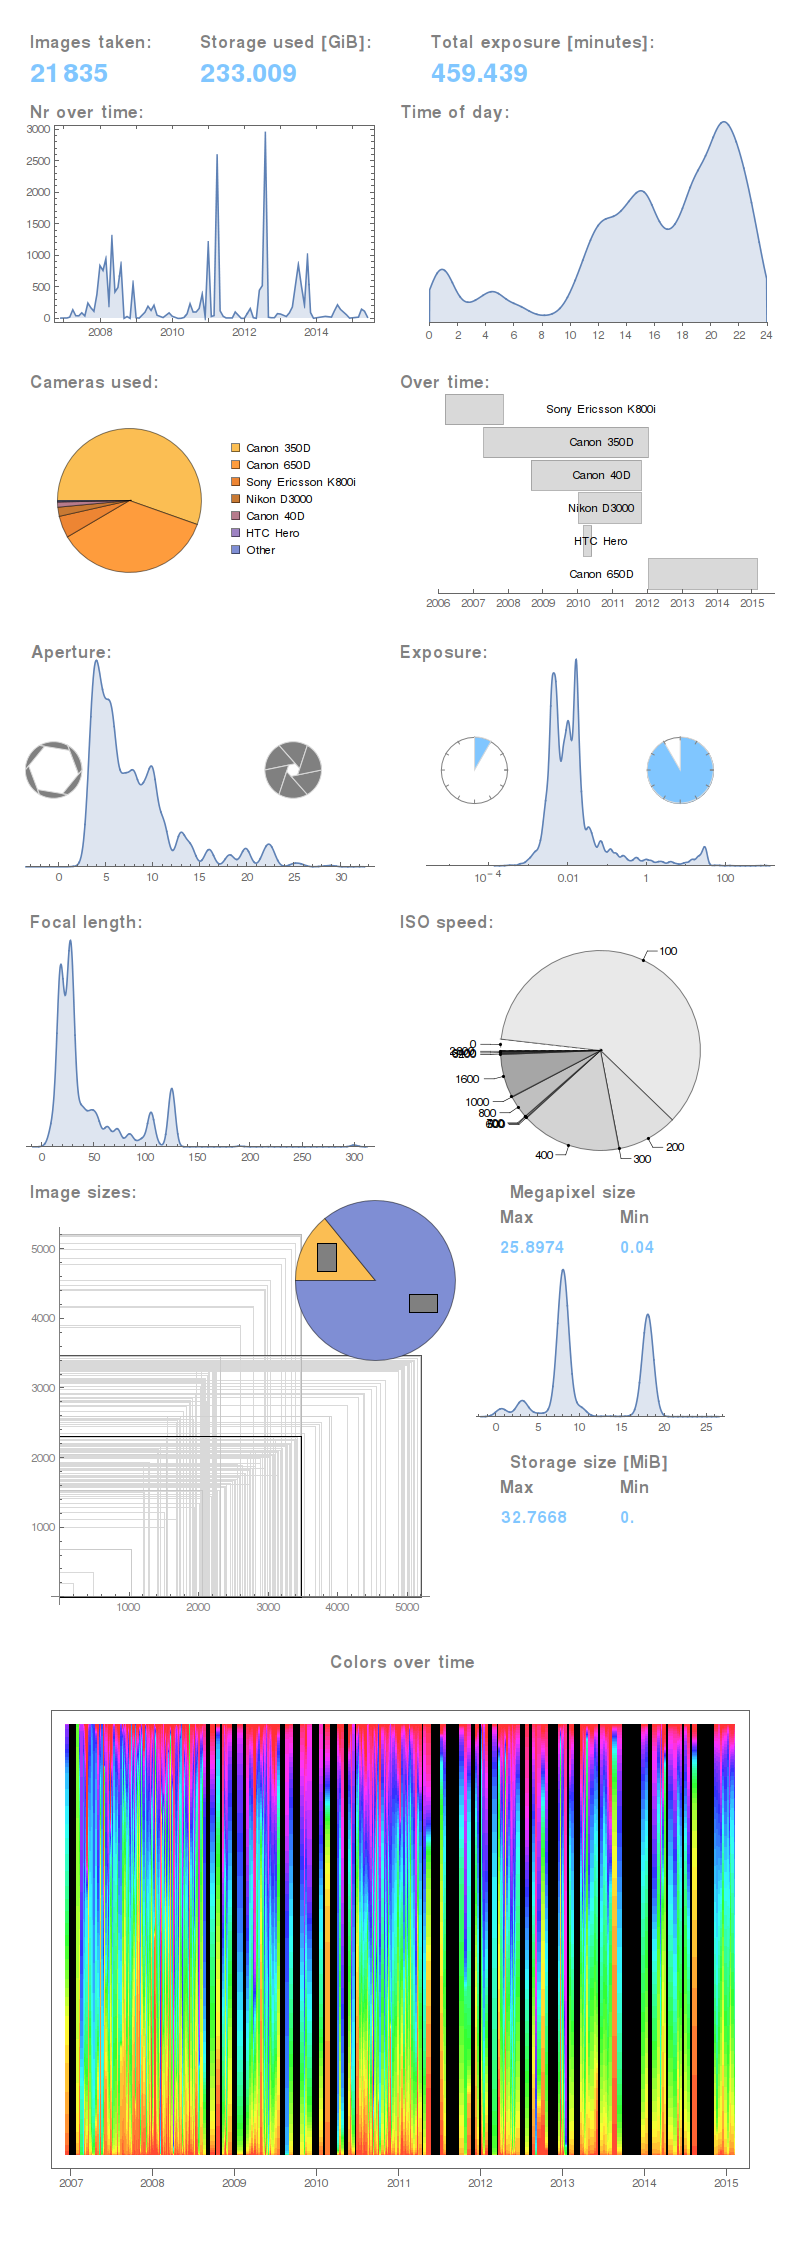 Images taken: Storage used [GiB]: Total exposure [minutes]:
21 835 233.009 459.439
Nr over time: Time of day:
3000
2500
2000
1500
1000
500
0
2008 2010 2012 2014
0 2 4 6 8 10 12 14 16 18 20 22 24
Cameras used: Over time:
Canon 350D
Canon 650D
Sony Ericsson K800i
Nikon D3000
Canon 40D
HTC Hero
Other
Sony Ericsson K800i
Canon 350D
Canon 40D
Nikon D3000
HTC Hero
Canon 650D
2006 2007 2008 2009 2010 2011 2012 2013 2014 2015
Aperture: Exposure:
0 5 10 15 20 25 30
10⁻⁴ 0.01 1 100
Focal length: ISO speed:
0 50 100 150 200 250 300
100
0
1600
1000
800
400
300
200
Image sizes: Megapixel size
Max Min
25.8974 0.04
5000
4000
3000
2000
1000
1000 2000 3000 4000 5000
0 5 10 15 20 25
Storage size [MiB]
Max Min
32.7668 0.
Colors over time
2007 2008 2009 2010 2011 2012 2013 2014 2015